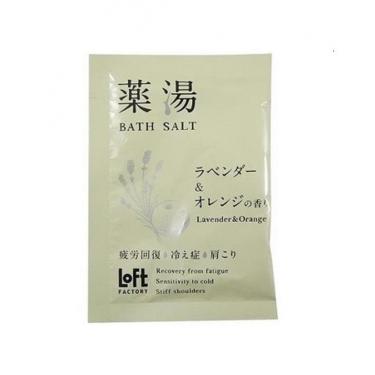 薬湯
BATH SALT
ラベンダー
&
オレンジの香り
Lavender&Orange
疲労回復・冷え症・肩こり
Recovery from fatigue
Sensitivity to cold
Stiff shoulders
Loft
FACTORY